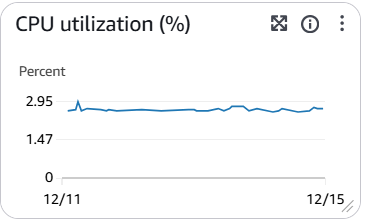 CPU utilization (%)
Percent
2.95
1.47
0
12/11 12/15